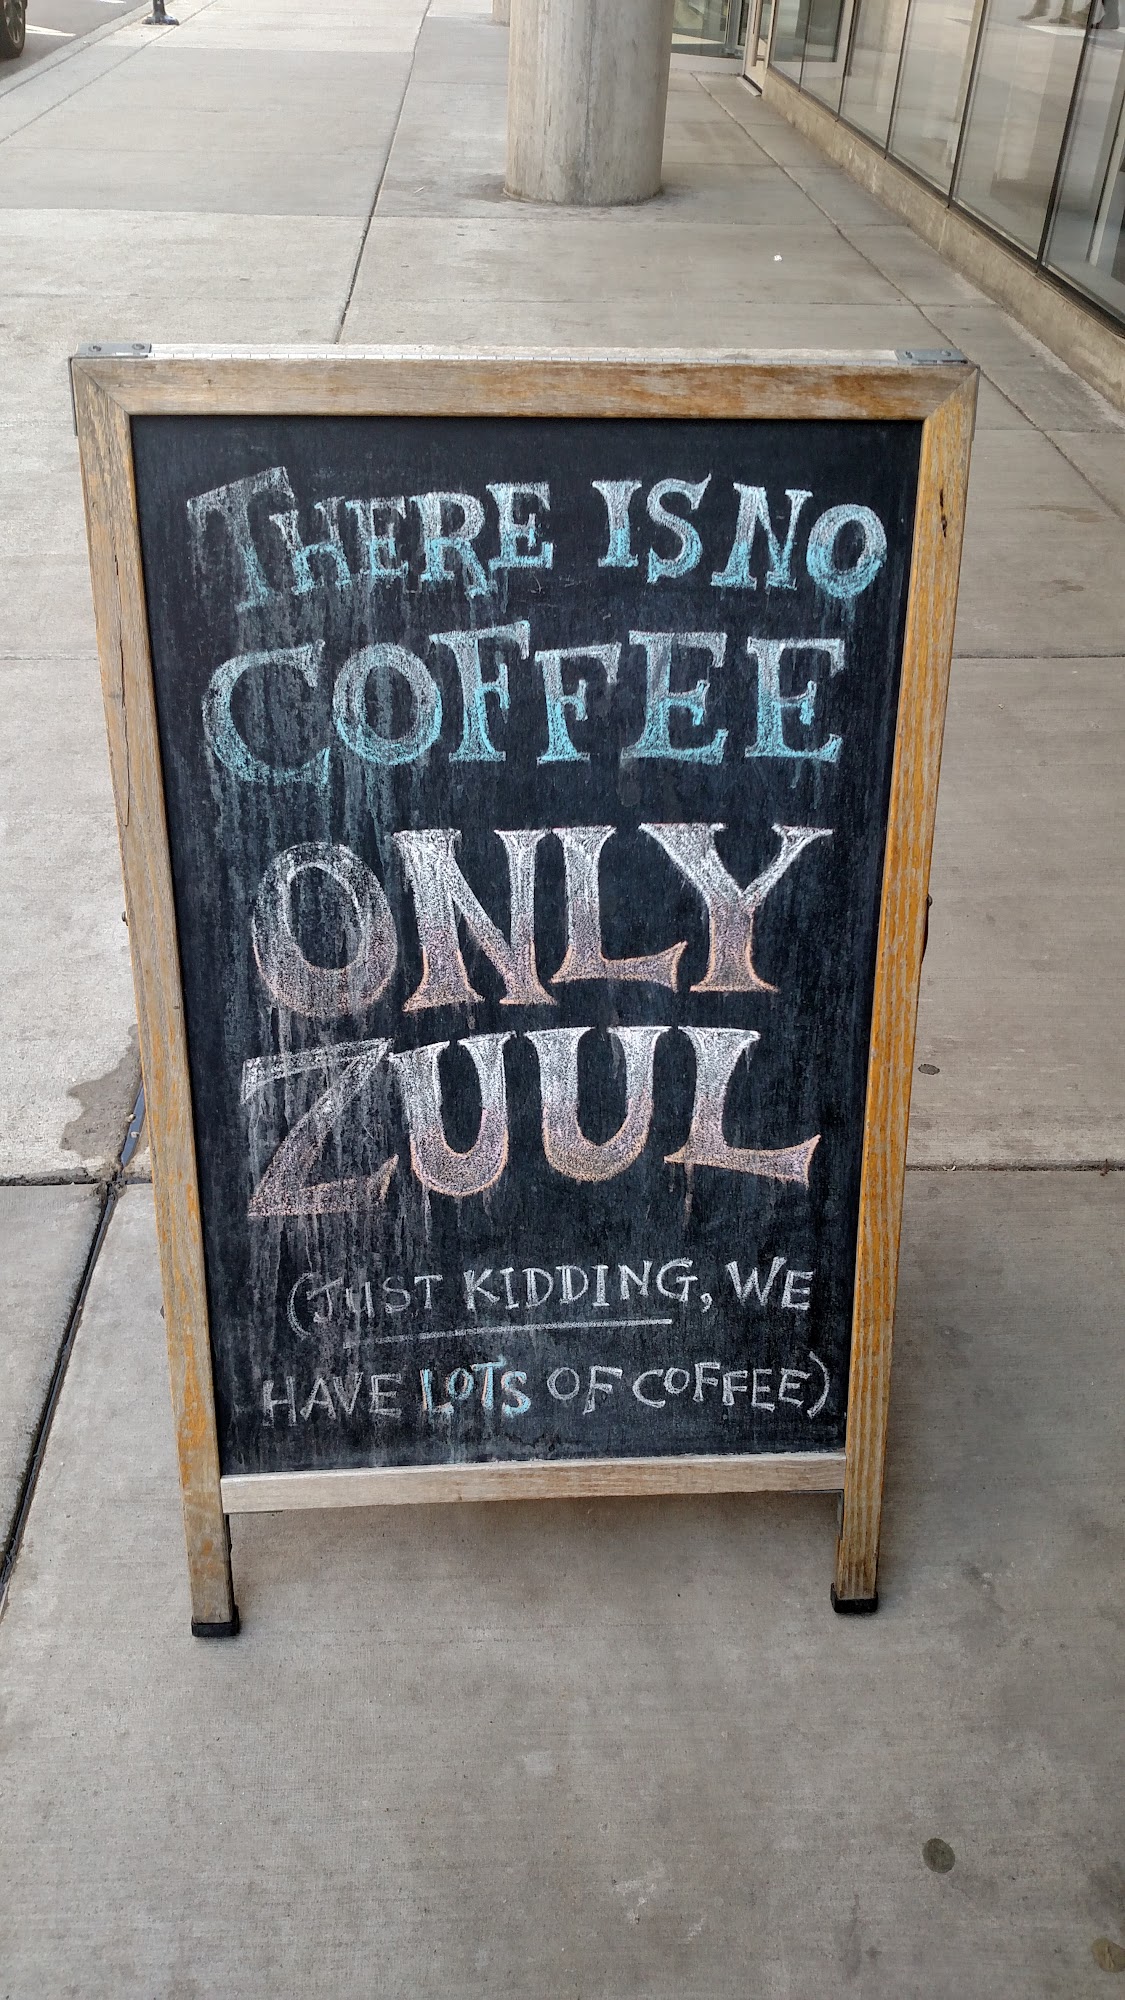 THERE IS NO
COFFEE
ONLY
ZUUL
(JUST KIDDING, WE
HAVE LOTS OF COFFEE)